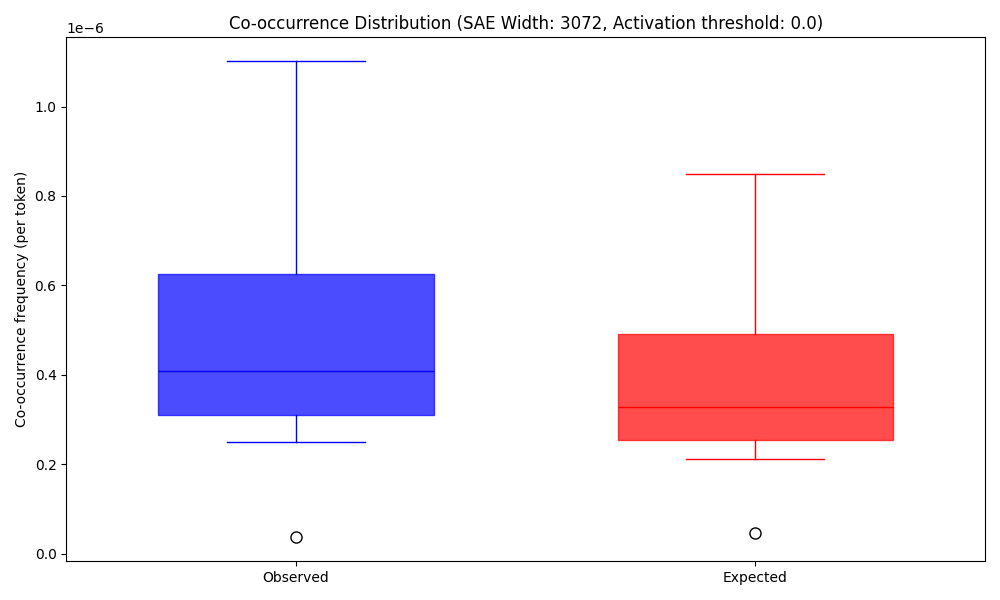 Co-occurrence Distribution (SAE Width: 3072, Activation threshold: 0.0)
1e−6
1.0
0.8
0.6
0.4
0.2
0.0
Co-occurrence frequency (per token)
Observed
Expected